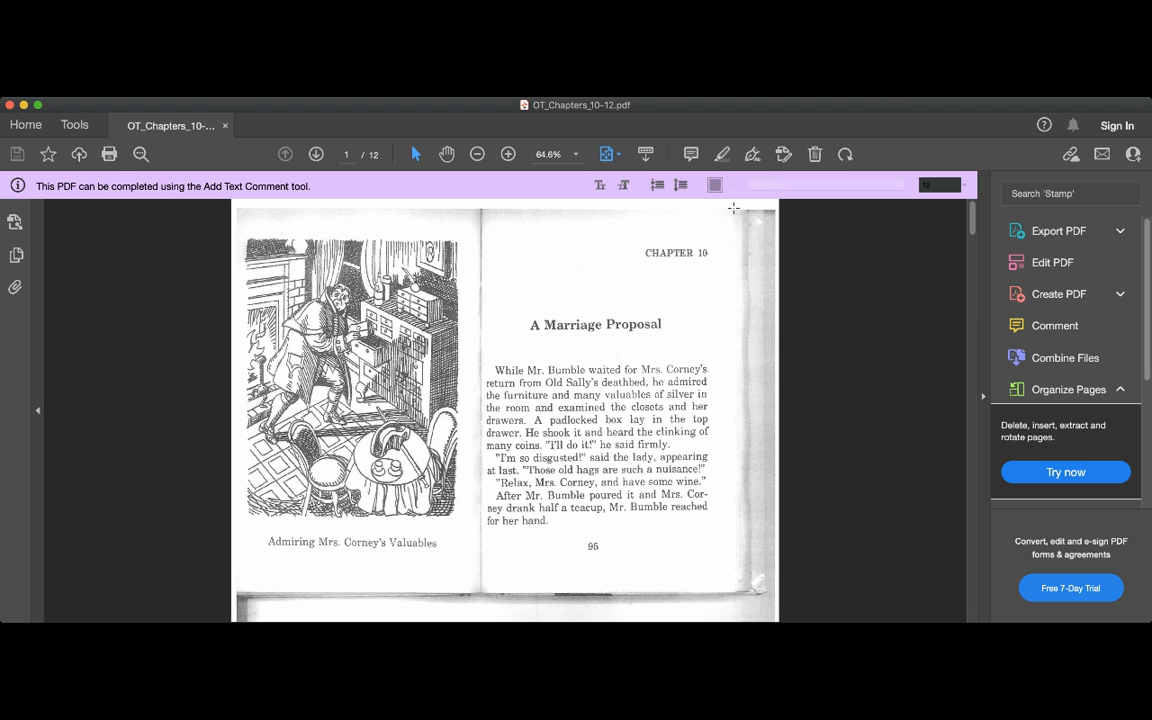 OT_Chapters_10-12.pdf
Home Tools OT_Chapters_10-... × Sign In
1 / 12 64.6%
This PDF can be completed using the Add Text Comment tool.
12
Search 'Stamp'
Export PDF
Edit PDF
Create PDF
Comment
Combine Files
Organize Pages
Delete, insert, extract and
rotate pages.
Try now
Convert, edit and e-sign PDF
forms & agreements
Free 7-Day Trial
Admiring Mrs. Corney's Valuables
CHAPTER 10
A Marriage Proposal
While Mr. Bumble waited for Mrs. Corney's
return from Old Sally's deathbed, he admired
the furniture and many valuables of silver in
the room and examined the closets and her
drawers. A padlocked box lay in the top
drawer. He shook it and heard the clinking of
many coins. "I'll do it!" he said firmly.
"I'm so disgusted!" said the lady, appearing
at last. "Those old hags are such a nuisance!"
"Relax, Mrs. Corney, and have some wine."
After Mr. Bumble poured it and Mrs. Cor-
ney drank half a teacup, Mr. Bumble reached
for her hand.
95